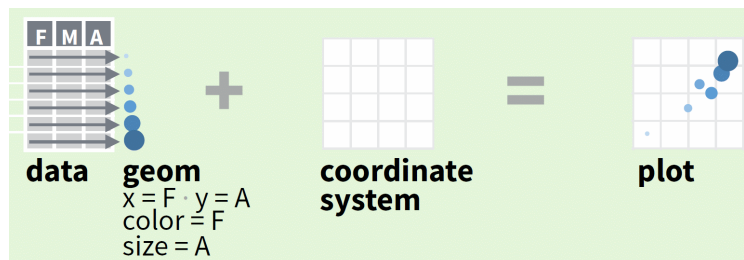 F M A
+ =
data geom coordinate system plot
x = F · y = A
color = F
size = A